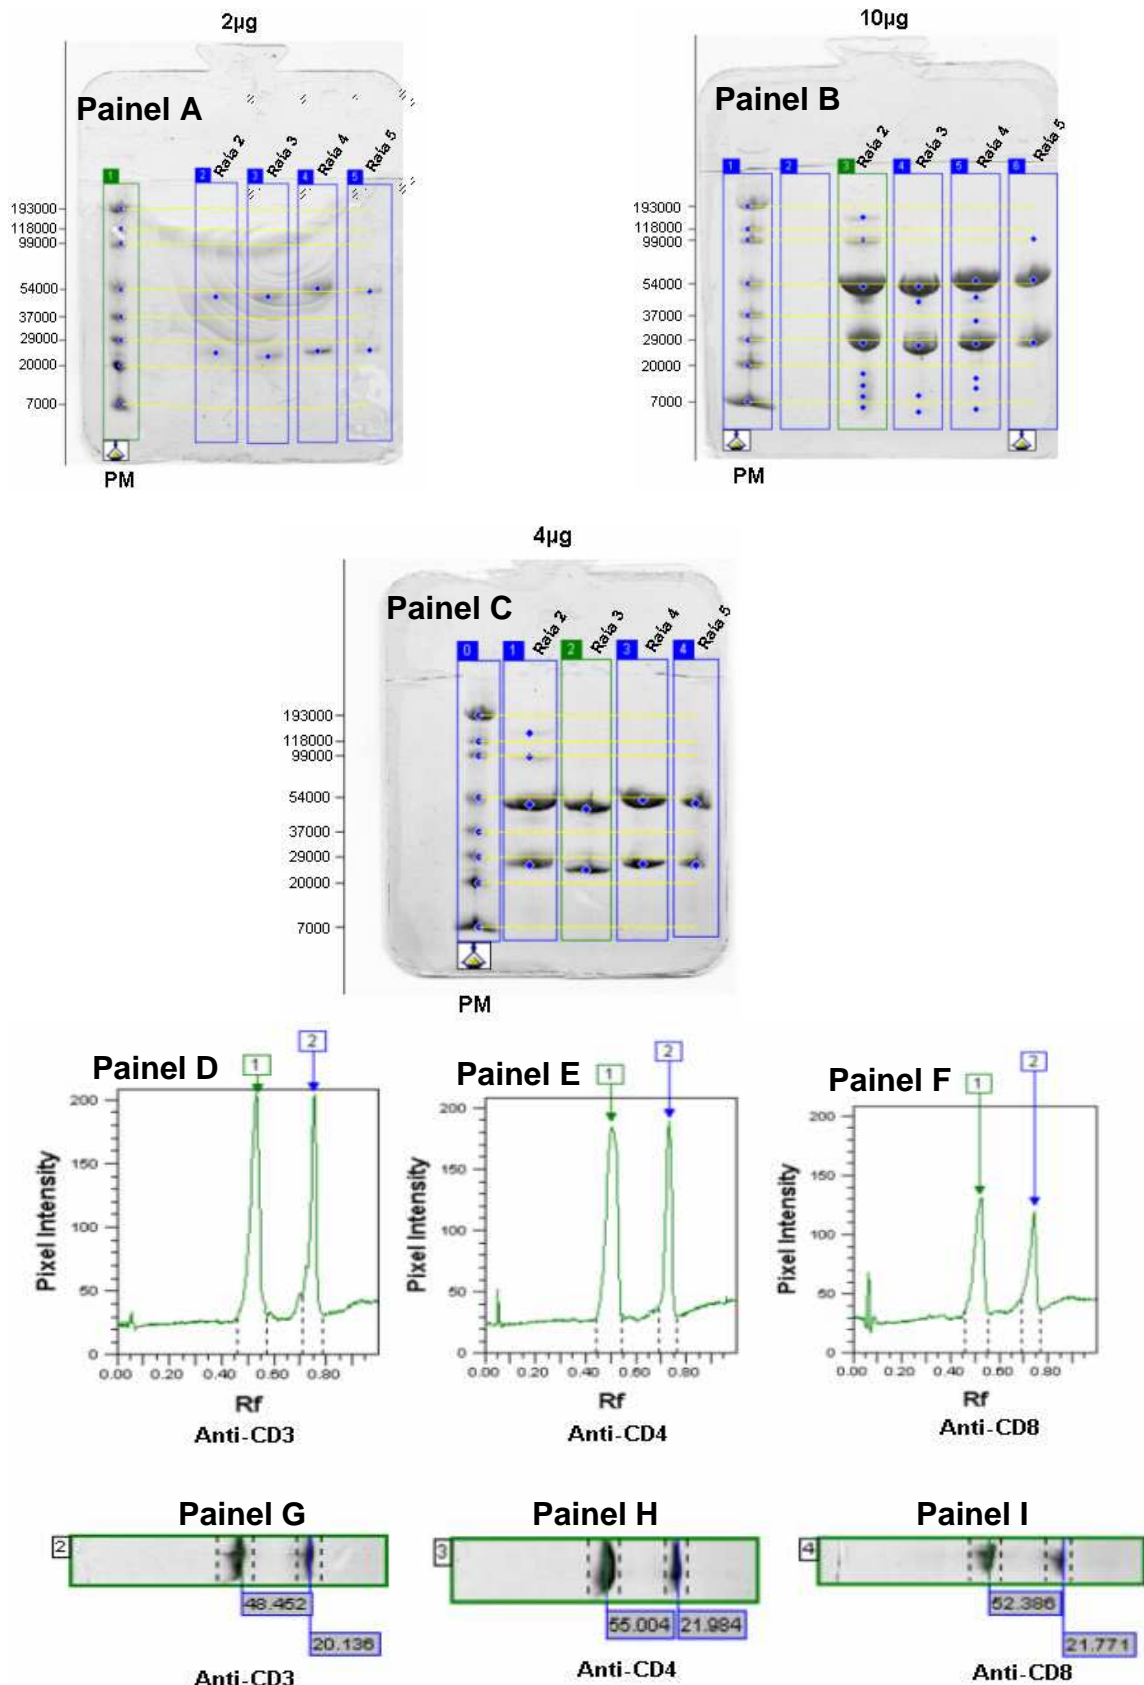 2µg
Painel A
Raia 2
Raia 3
Raia 4
Raia 5
1
2
3
4
5
193000
118000
99000
54000
37000
29000
20000
7000
PM
10µg
Painel B
Raia 2
Raia 3
Raia 4
Raia 5
1
2
3
4
5
6
193000
118000
99000
54000
37000
29000
20000
7000
PM
4µg
Painel C
Raia 2
Raia 3
Raia 4
Raia 5
0
1
2
3
4
193000
118000
99000
54000
37000
29000
20000
7000
PM
Painel D
1
2
200
150
100
50
0
Pixel Intensity
0.00 0.20 0.40 0.60 0.80
Rf
Anti-CD3
Painel E
1
2
200
150
100
50
0
Pixel Intensity
0.00 0.20 0.40 0.60 0.80
Rf
Anti-CD4
Painel F
1
2
200
150
100
50
0
Pixel Intensity
0.00 0.20 0.40 0.60 0.80
Rf
Anti-CD8
Painel G
2
48.452
20.136
Anti-CD3
Painel H
3
55.004
21.984
Anti-CD4
Painel I
4
52.386
21.771
Anti-CD8